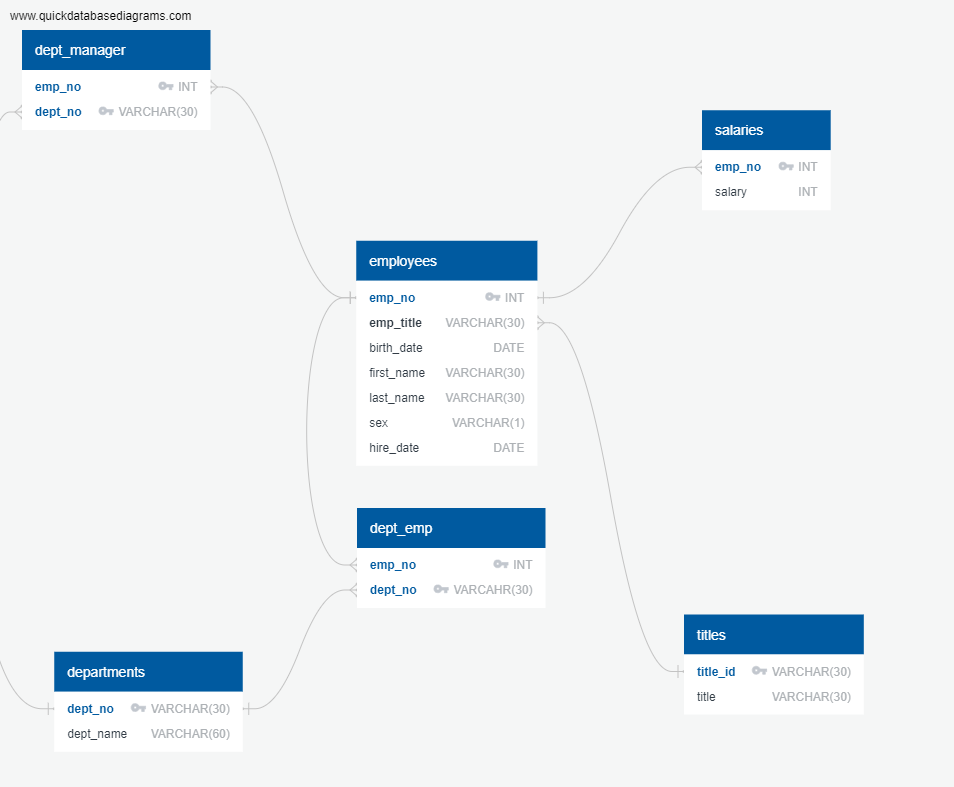 www.quickdatabasediagrams.com
dept_manager
emp_no INT
dept_no VARCHAR(30)
salaries
emp_no INT
salary INT
employees
emp_no INT
emp_title VARCHAR(30)
birth_date DATE
first_name VARCHAR(30)
last_name VARCHAR(30)
sex VARCHAR(1)
hire_date DATE
dept_emp
emp_no INT
dept_no VARCAHR(30)
titles
title_id VARCHAR(30)
title VARCHAR(30)
departments
dept_no VARCHAR(30)
dept_name VARCHAR(60)